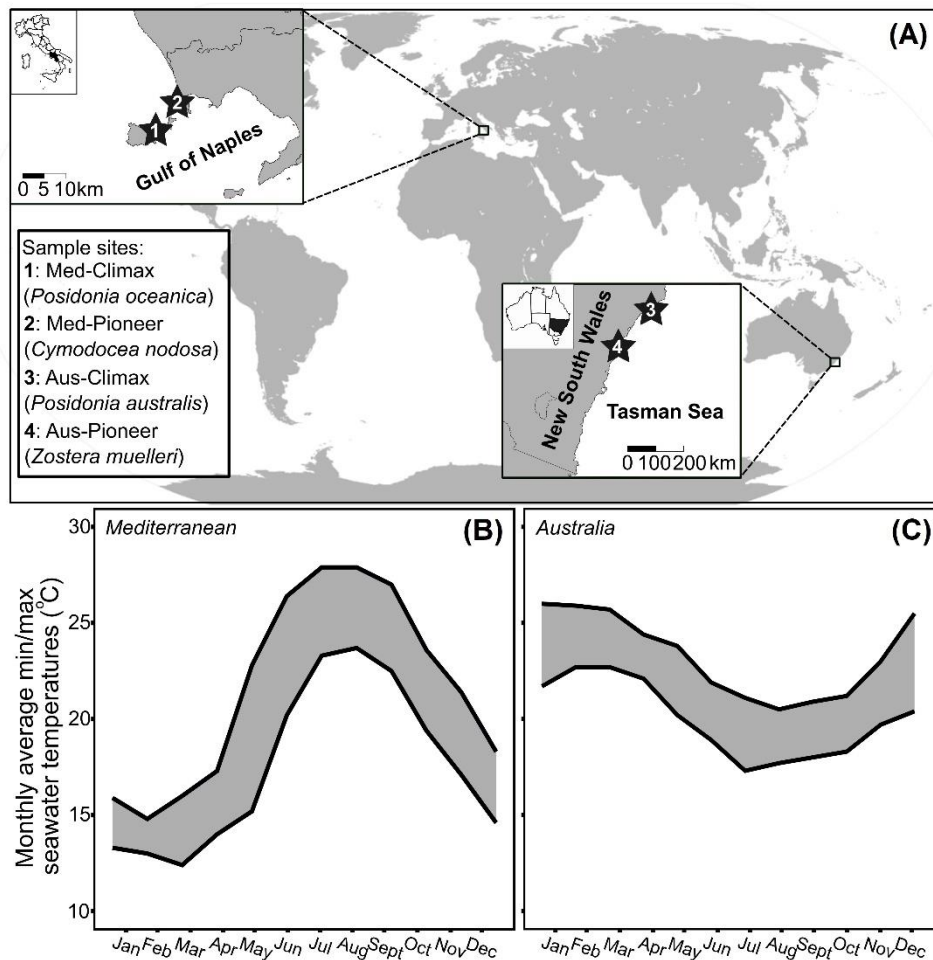 (A)
2
1
Gulf of Naples
0 5 10km
Sample sites:
1: Med-Climax
(Posidonia oceanica)
2: Med-Pioneer
(Cymodocea nodosa)
3: Aus-Climax
(Posidonia australis)
4: Aus-Pioneer
(Zostera muelleri)
3
4
New South Wales
Tasman Sea
0 100 200 km
Monthly average min/max
seawater temperatures (°C)
30
25
20
15
10
Mediterranean
(B)
Jan Feb Mar Apr May Jun Jul Aug Sept Oct Nov Dec
Australia
(C)
Jan Feb Mar Apr May Jun Jul Aug Sept Oct Nov Dec